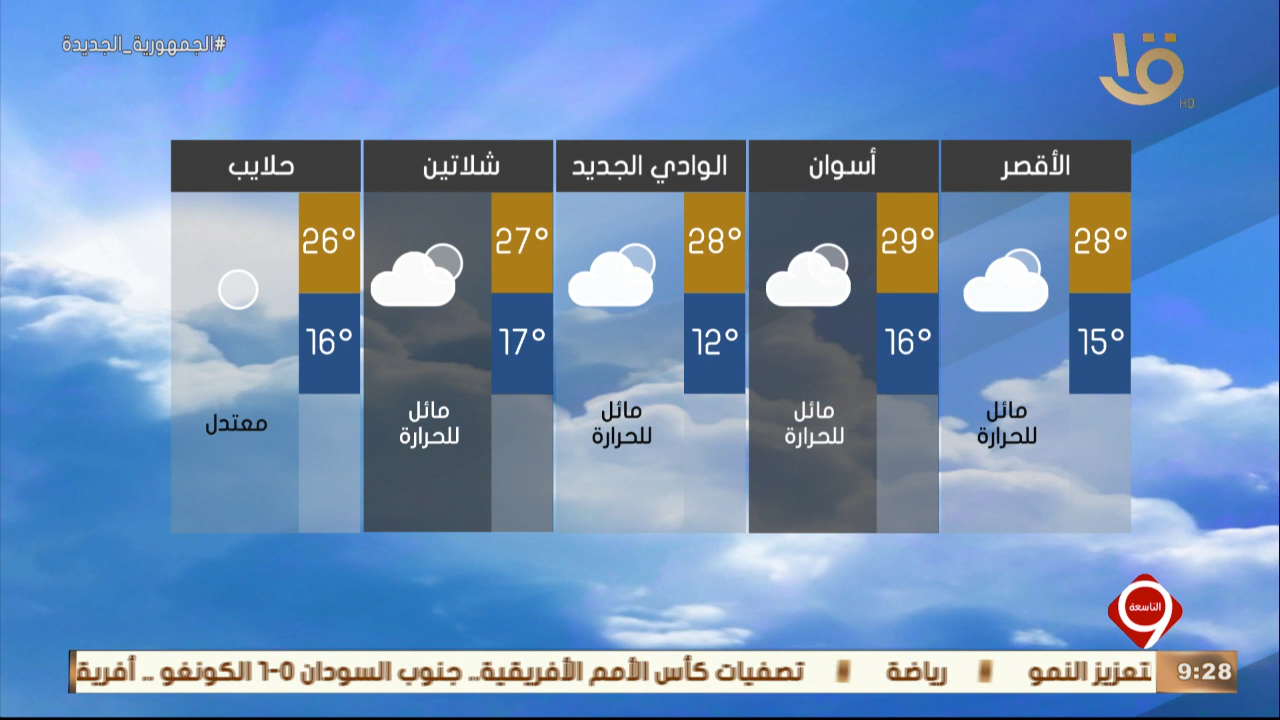 #الجمهورية_الجديدة
HD
الأقصر
28°
15°
مائل
للحرارة
أسوان
29°
16°
مائل
للحرارة
الوادي الجديد
28°
12°
مائل
للحرارة
شلاتين
27°
17°
مائل
للحرارة
حلايب
26°
16°
معتدل
التاسعة
9
9:28
تعزيز النمو رياضة تصفيات كأس الأمم الأفريقية.. جنوب السودان 0-1 الكونغو ..